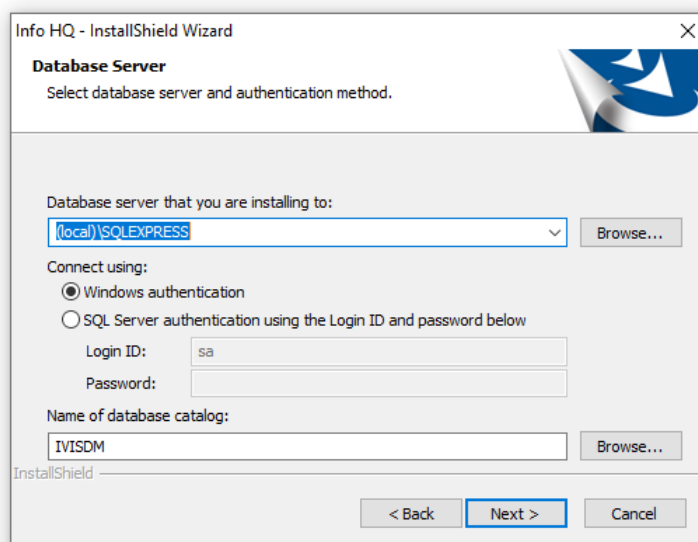 Info HQ - InstallShield Wizard
Database Server
Select database server and authentication method.
Database server that you are installing to:
(local)\SQLEXPRESS
Browse...
Connect using:
Windows authentication
SQL Server authentication using the Login ID and password below
Login ID:
sa
Password:
Name of database catalog:
IVISDM
Browse...
InstallShield
< Back
Next >
Cancel